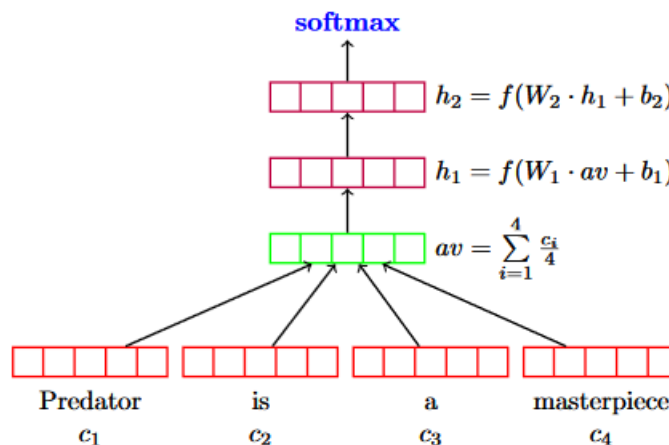 softmax
h₂ = f(W₂ · h₁ + b₂)
h₁ = f(W₁ · av + b₁)
av = ∑_{i=1}^{4} c_i/4
Predator is a masterpiece
c₁ c₂ c₃ c₄